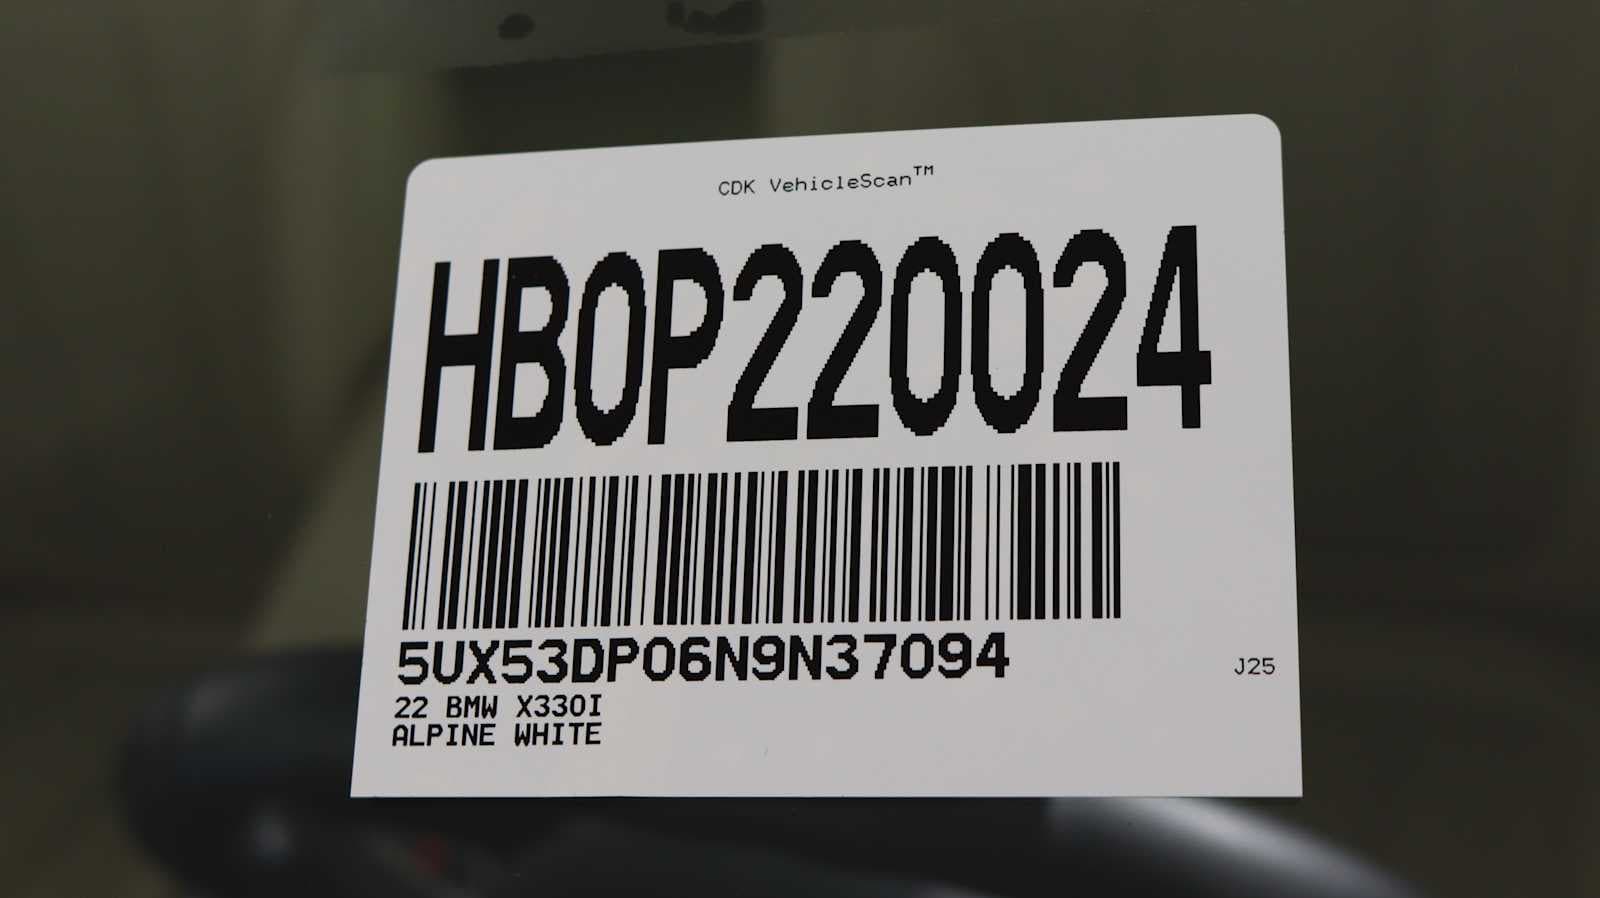 CDK VehicleScan™
HB0P220024
5UX53DP06N9N37094
J25
22 BMW X330I
ALPINE WHITE